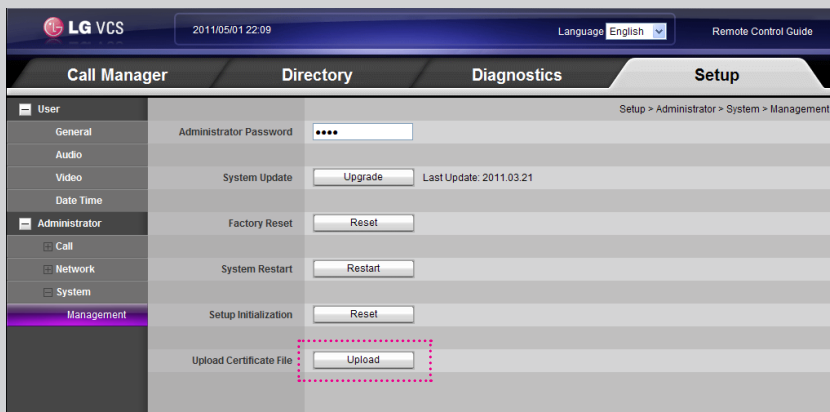 LG VCS 2011/05/01 22:09 Language English Remote Control Guide
Call Manager Directory Diagnostics Setup
User Setup > Administrator > System > Management
General Administrator Password ••••
Audio
Video System Update Upgrade Last Update: 2011.03.21
Date Time
Administrator Factory Reset Reset
Call
Network System Restart Restart
System
Management Setup Initialization Reset
Upload Certificate File Upload